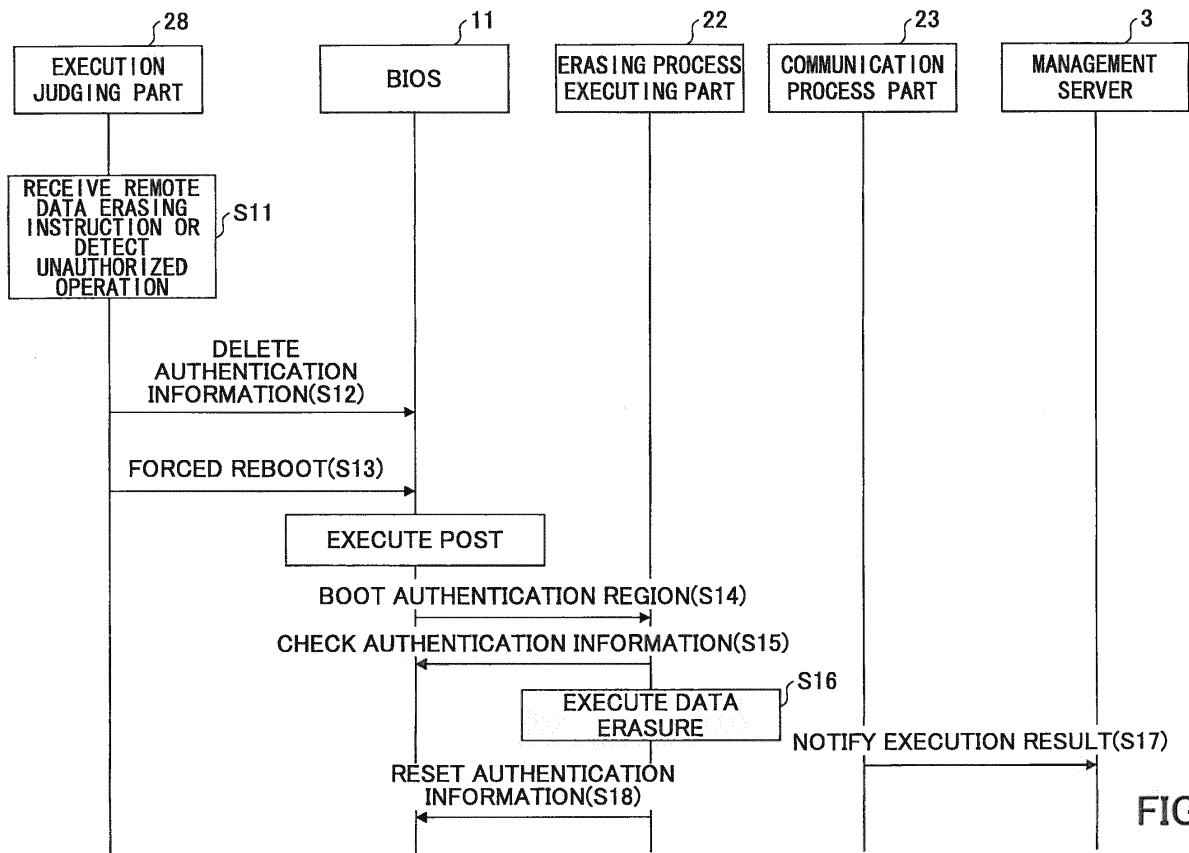 28
11
22
23
3
EXECUTION
JUDGING PART
BIOS
ERASING PROCESS
EXECUTING PART
COMMUNICATION
PROCESS PART
MANAGEMENT
SERVER
RECEIVE REMOTE
DATA ERASING
INSTRUCTION OR
DETECT
UNAUTHORIZED
OPERATION
S11
DELETE
AUTHENTICATION
INFORMATION(S12)
FORCED REBOOT(S13)
EXECUTE POST
BOOT AUTHENTICATION REGION(S14)
CHECK AUTHENTICATION INFORMATION(S15)
S16
EXECUTE DATA
ERASURE
NOTIFY EXECUTION RESULT(S17)
RESET AUTHENTICATION
INFORMATION(S18)
FIG